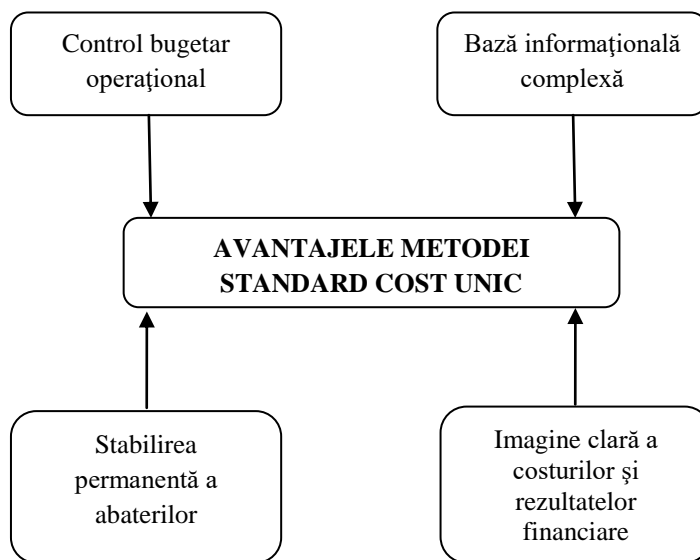 Control bugetar
operaţional
Bază informaţională
complexă
AVANTAJELE METODEI
STANDARD COST UNIC
Stabilirea
permanentă a
abaterilor
Imagine clară a
costurilor şi
rezultatelor
financiare